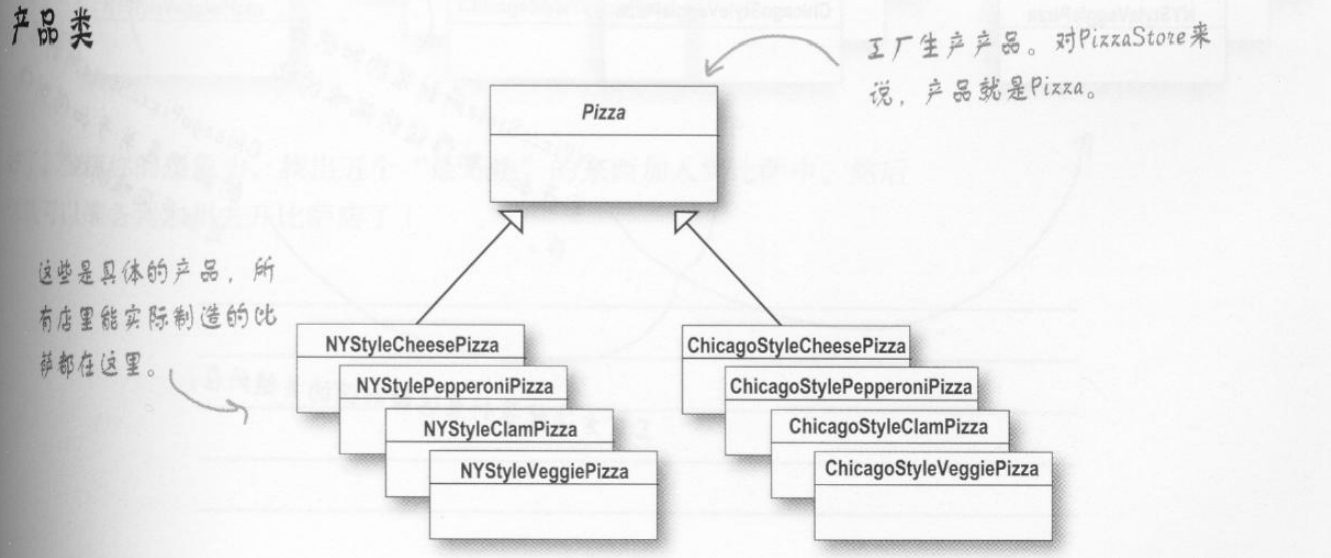 产品类
工厂生产产品。对PizzaStore来
说，产品就是Pizza。
Pizza
这些是具体的产品，所
有店里能实际制造的比
萨都在这里。
NYStyleCheesePizza
NYStylePepperoniPizza
NYStyleClamPizza
NYStyleVeggiePizza
ChicagoStyleCheesePizza
ChicagoStylePepperoniPizza
ChicagoStyleClamPizza
ChicagoStyleVeggiePizza